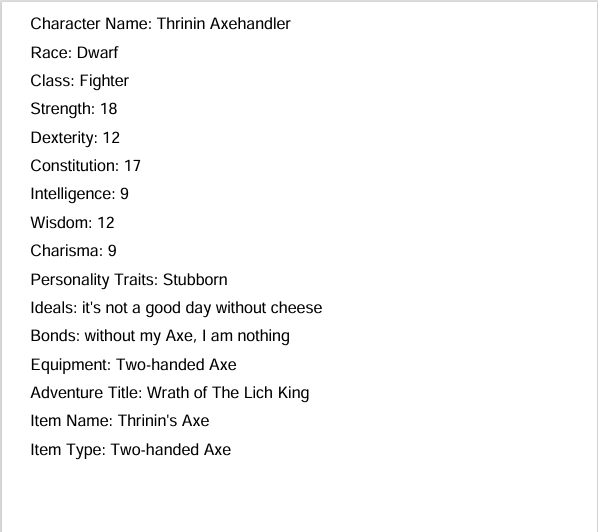 Character Name: Thrinin Axehandler
Race: Dwarf
Class: Fighter
Strength: 18
Dexterity: 12
Constitution: 17
Intelligence: 9
Wisdom: 12
Charisma: 9
Personality Traits: Stubborn
Ideals: it's not a good day without cheese
Bonds: without my Axe, I am nothing
Equipment: Two-handed Axe
Adventure Title: Wrath of The Lich King
Item Name: Thrinin's Axe
Item Type: Two-handed Axe